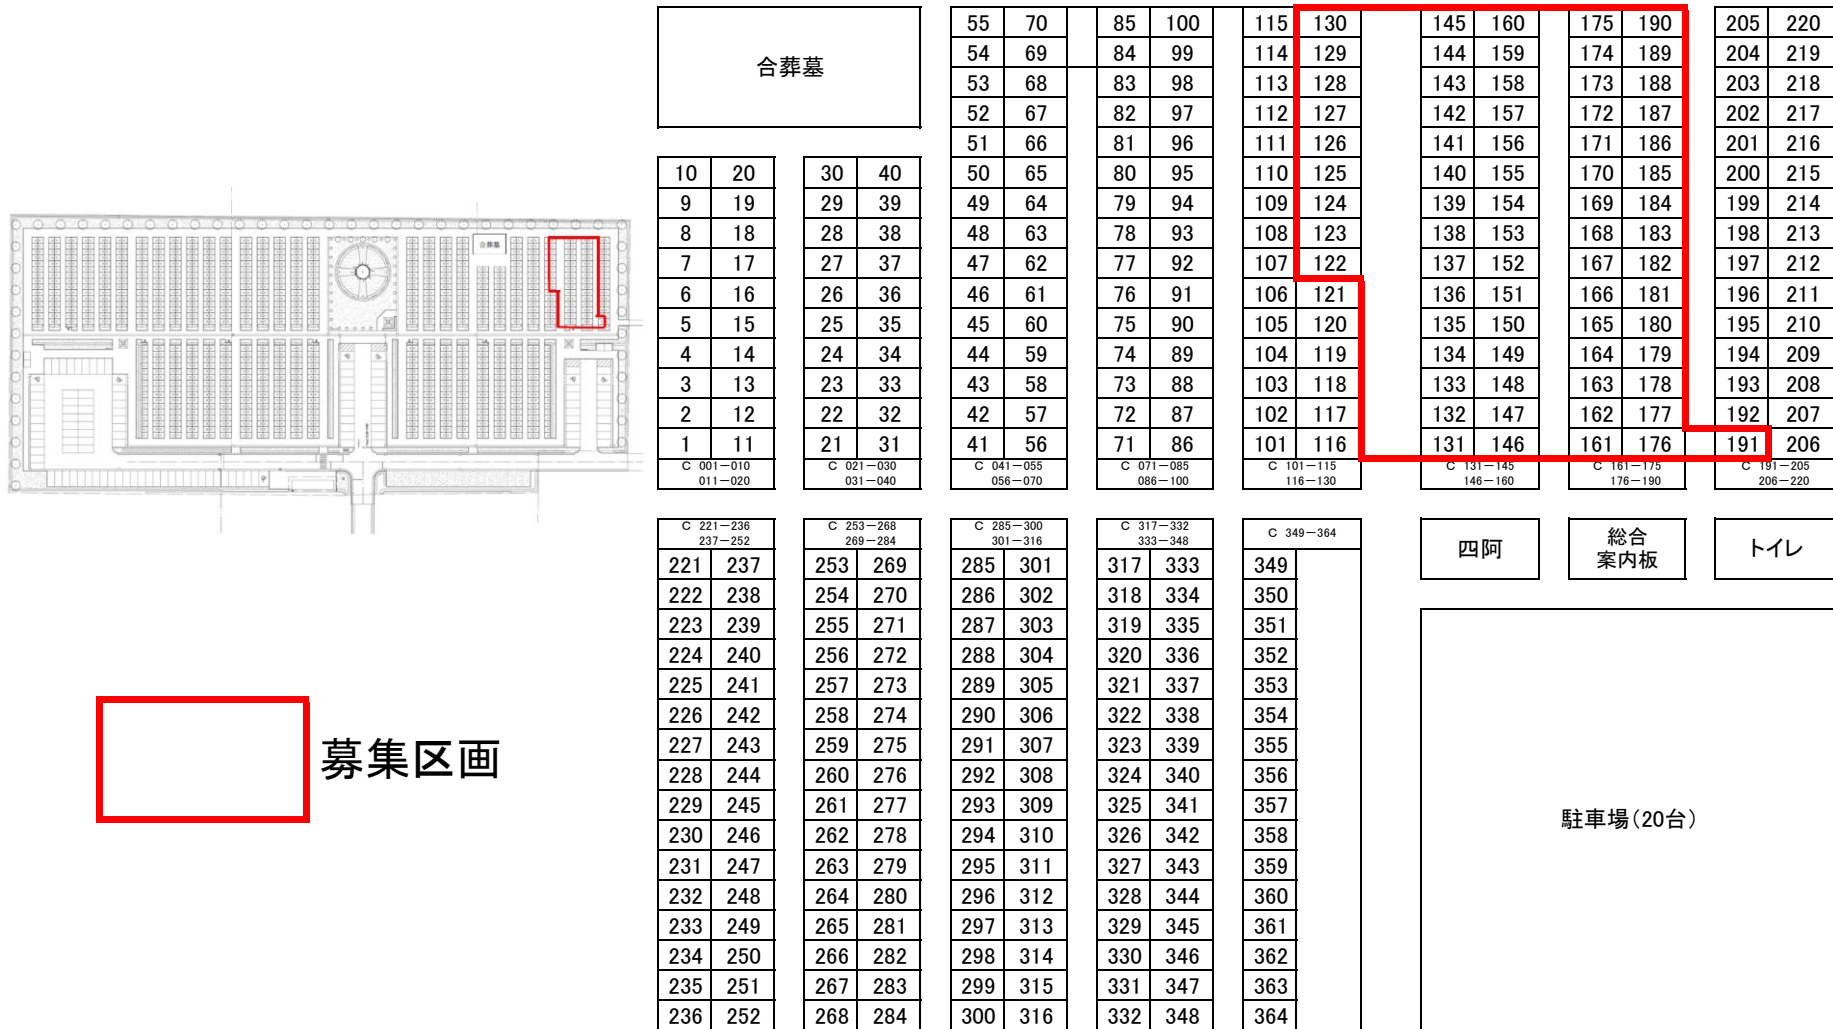 合葬墓
55 70 85 100 115 130 145 160 175 190 205 220
54 69 84 99 114 129 144 159 174 189 204 219
53 68 83 98 113 128 143 158 173 188 203 218
52 67 82 97 112 127 142 157 172 187 202 217
51 66 81 96 111 126 141 156 171 186 201 216
10 20 30 40 50 65 80 95 110 125 140 155 170 185 200 215
9 19 29 39 49 64 79 94 109 124 139 154 169 184 199 214
8 18 28 38 48 63 78 93 108 123 138 153 168 183 198 213
7 17 27 37 47 62 77 92 107 122 137 152 167 182 197 212
6 16 26 36 46 61 76 91 106 121 136 151 166 181 196 211
5 15 25 35 45 60 75 90 105 120 135 150 165 180 195 210
4 14 24 34 44 59 74 89 104 119 134 149 164 179 194 209
3 13 23 33 43 58 73 88 103 118 133 148 163 178 193 208
2 12 22 32 42 57 72 87 102 117 132 147 162 177 192 207
1 11 21 31 41 56 71 86 101 116 131 146 161 176 191 206
C 001－010 C 021－030 C 041－055 C 071－085 C 101－115 C 131－145 C 161－175 C 191－205
011－020 031－040 056－070 086－100 116－130 146－160 176－190 206－220
C 221－236 C 253－268 C 285－300 C 317－332 C 349－364
237－252 269－284 301－316 333－348
四阿
総合
案内板
トイレ
221 237 253 269 285 301 317 333 349
222 238 254 270 286 302 318 334 350
223 239 255 271 287 303 319 335 351
224 240 256 272 288 304 320 336 352
225 241 257 273 289 305 321 337 353
226 242 258 274 290 306 322 338 354
227 243 259 275 291 307 323 339 355
228 244 260 276 292 308 324 340 356
229 245 261 277 293 309 325 341 357
230 246 262 278 294 310 326 342 358
231 247 263 279 295 311 327 343 359
232 248 264 280 296 312 328 344 360
233 249 265 281 297 313 329 345 361
234 250 266 282 298 314 330 346 362
235 251 267 283 299 315 331 347 363
236 252 268 284 300 316 332 348 364
駐車場（20台）
合葬墓
募集区画